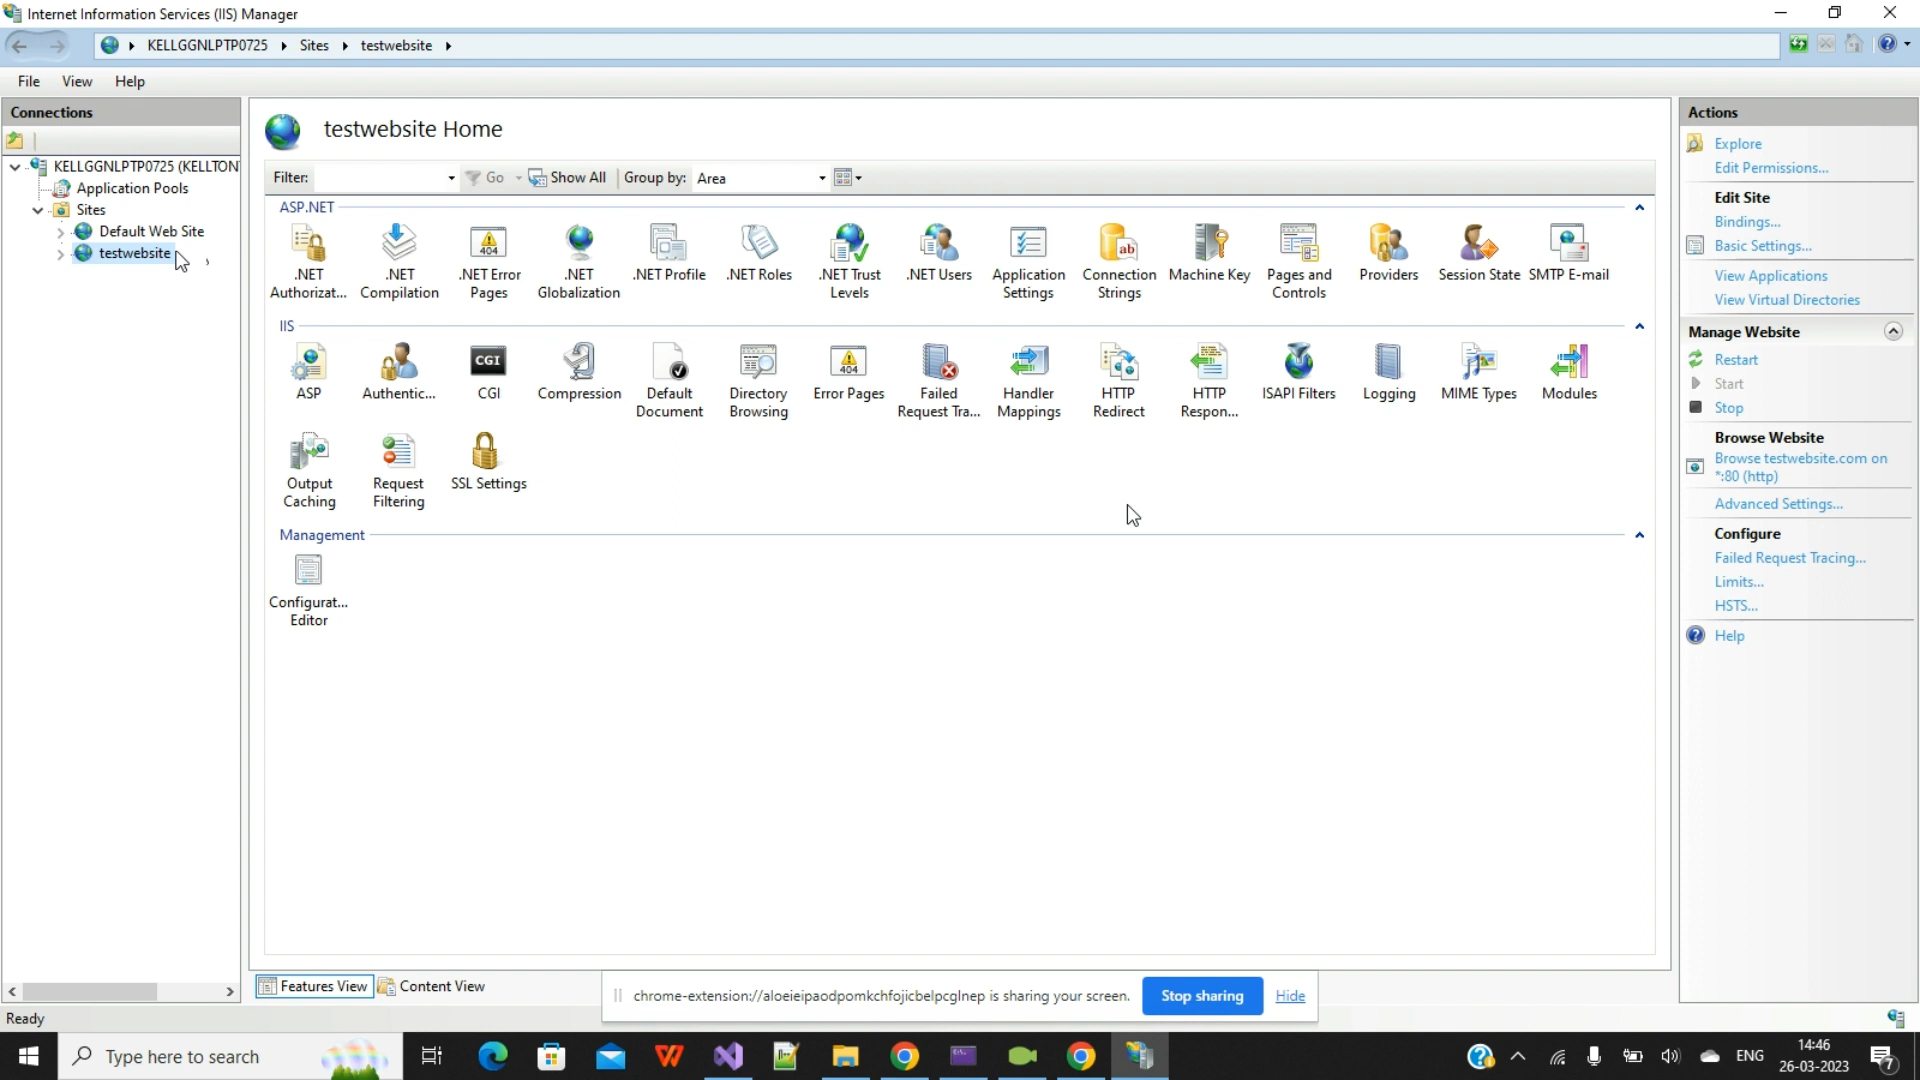 Internet Information Services (IIS) Manager
KELLGGNLPTP0725 Sites testwebsite
File View Help
Connections
KELLGGNLPTP0725 (KELLTON
Application Pools
Sites
Default Web Site
testwebsite
testwebsite Home
Filter: Go Show All Group by: Area
ASP.NET
.NET Authorizat...
.NET Compilation
404
.NET Error Pages
.NET Globalization
.NET Profile
.NET Roles
.NET Trust Levels
.NET Users
Application Settings
ab
Connection Strings
Machine Key
Pages and Controls
Providers
Session State
SMTP E-mail
IIS
ASP
Authentic...
CGI
CGI
Compression
Default Document
Directory Browsing
404
Error Pages
Failed Request Tra...
Handler Mappings
HTTP Redirect
HTTP Respon...
ISAPI Filters
Logging
MIME Types
Modules
Output Caching
Request Filtering
SSL Settings
Management
Configurat... Editor
Features View Content View
Ready
Actions
Explore
Edit Permissions...
Edit Site
Bindings...
Basic Settings...
View Applications
View Virtual Directories
Manage Website
Restart
Start
Stop
Browse Website
Browse testwebsite.com on
*:80 (http)
Advanced Settings...
Configure
Failed Request Tracing...
Limits...
HSTS...
Help
chrome-extension://aloeieipaodpomkchfojicbelpcglnep is sharing your screen. Stop sharing Hide
Type here to search
ENG
14:46
26-03-2023
7